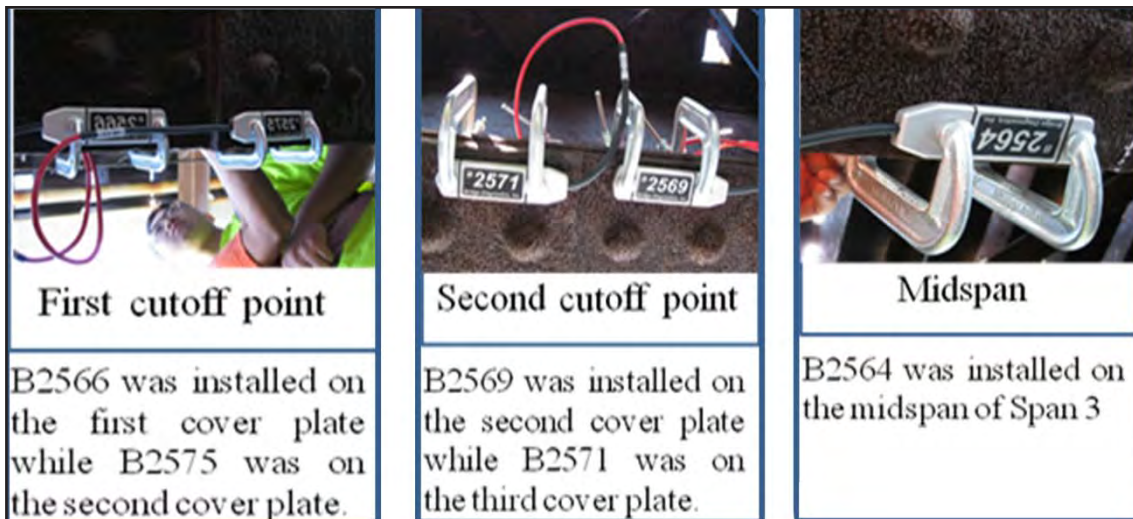 *2566
2575
First cutoff point
B2566 was installed on
the first cover plate
while B2575 was on
the second cover plate.
*2571
*2569
Second cutoff point
B2569 was installed on
the second cover plate
while B2571 was on
the third cover plate.
2564
Midspan
B2564 was installed on
the midspan of Span 3